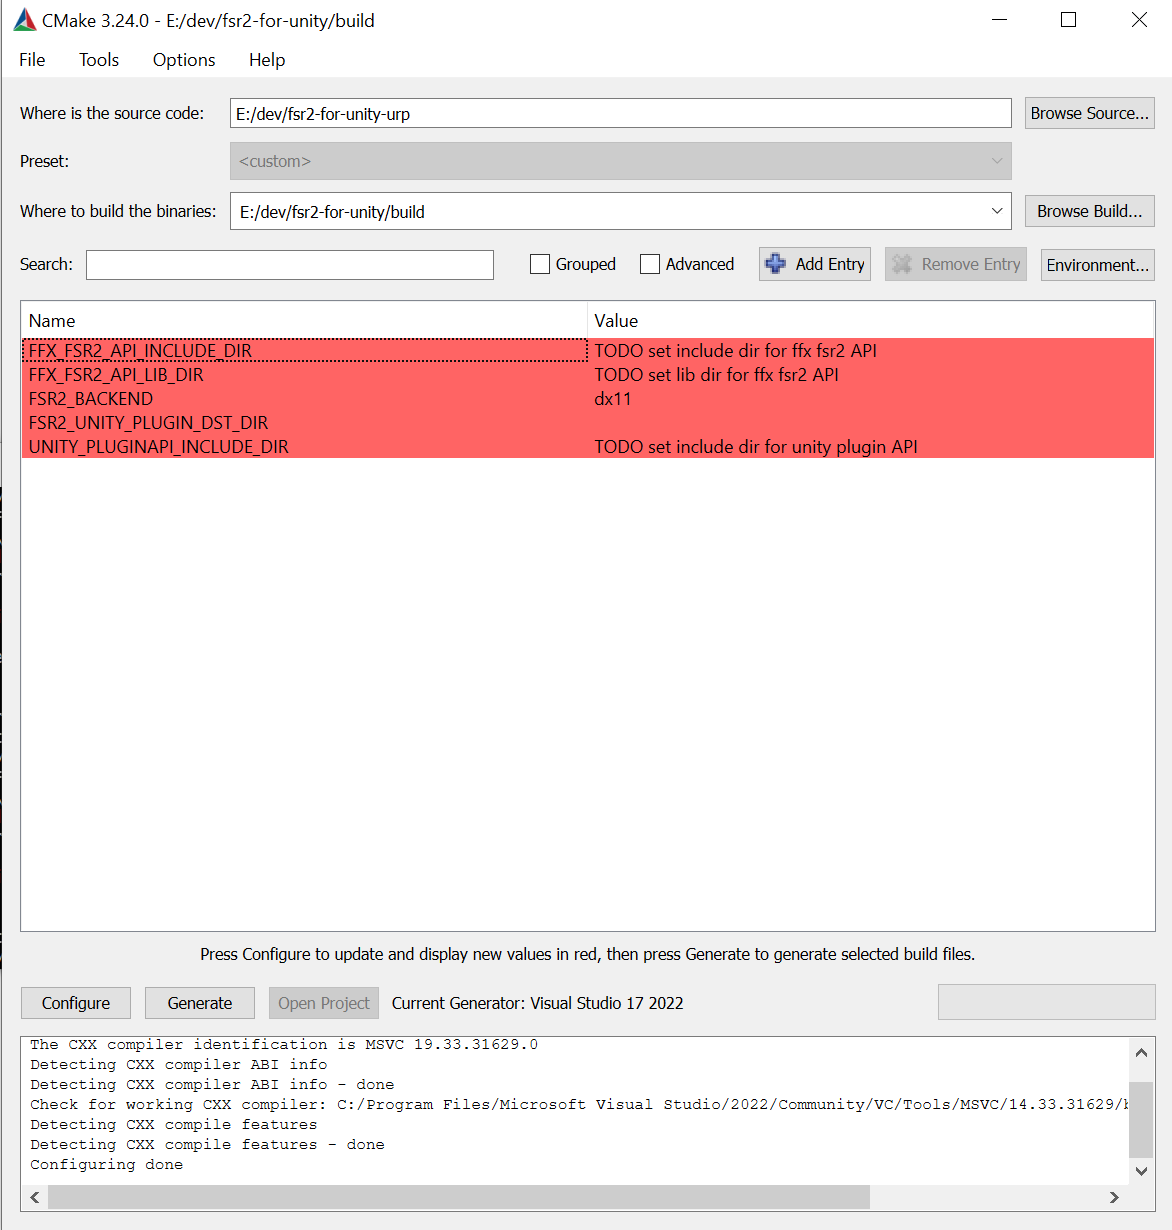 CMake 3.24.0 - E:/dev/fsr2-for-unity/build
File Tools Options Help
Where is the source code: E:/dev/fsr2-for-unity-urp Browse Source...
Preset: <custom>
Where to build the binaries: E:/dev/fsr2-for-unity/build Browse Build...
Search: Grouped Advanced Add Entry Remove Entry Environment...
Name Value
FFX_FSR2_API_INCLUDE_DIR TODO set include dir for ffx fsr2 API
FFX_FSR2_API_LIB_DIR TODO set lib dir for ffx fsr2 API
FSR2_BACKEND dx11
FSR2_UNITY_PLUGIN_DST_DIR
UNITY_PLUGINAPI_INCLUDE_DIR TODO set include dir for unity plugin API
Press Configure to update and display new values in red, then press Generate to generate selected build files.
Configure Generate Open Project Current Generator: Visual Studio 17 2022
The CXX compiler identification is MSVC 19.33.31629.0
Detecting CXX compiler ABI info
Detecting CXX compiler ABI info - done
Check for working CXX compiler: C:/Program Files/Microsoft Visual Studio/2022/Community/VC/Tools/MSVC/14.33.31629/
Detecting CXX compile features
Detecting CXX compile features - done
Configuring done